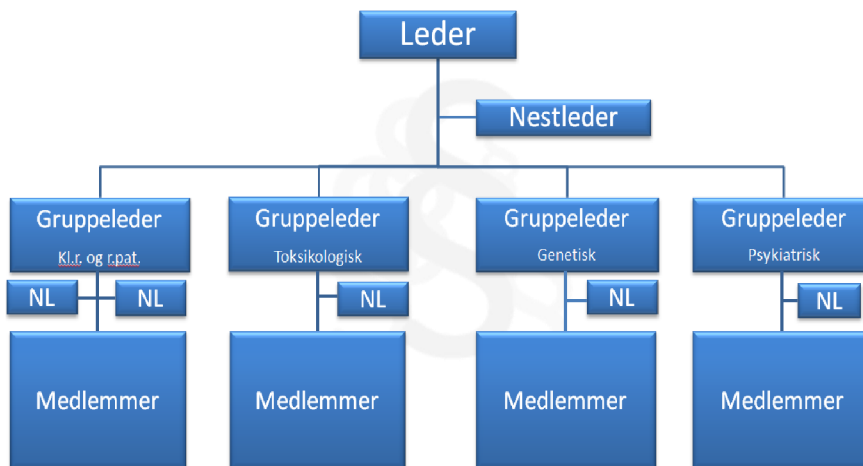 Leder
Nestleder
Gruppeleder
Kl.r. og r.pat.
Gruppeleder
Toksikologisk
Gruppeleder
Genetisk
Gruppeleder
Psykiatrisk
NL
NL
NL
NL
NL
Medlemmer
Medlemmer
Medlemmer
Medlemmer